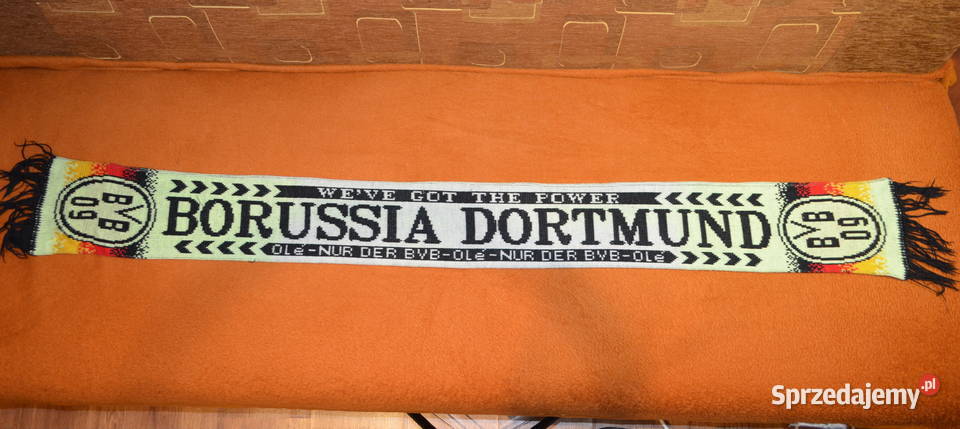 WE'VE GOT THE POWER
BVB 09
BORUSSIA DORTMUND
BVB 09
Olé-NUR DER BVB-Olé-NUR DER BVB-Olé
Sprzedajemy.pl